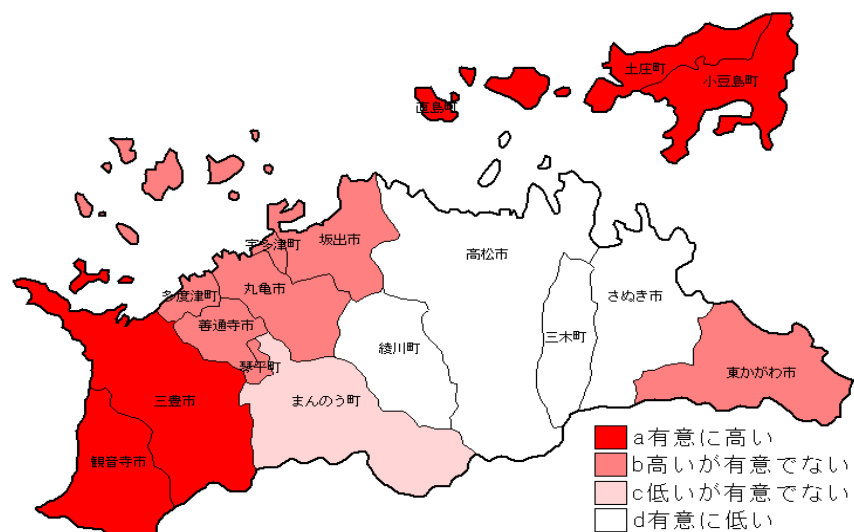 土庄町
小豆島町
直島町
宇多津町
坂出市
高松市
多度津町
丸亀市
さぬき市
善通寺市
綾川町
三木町
琴平町
東かがわ市
三豊市
まんのう町
観音寺市
a有意に高い
b高いが有意でない
c低いが有意でない
d有意に低い